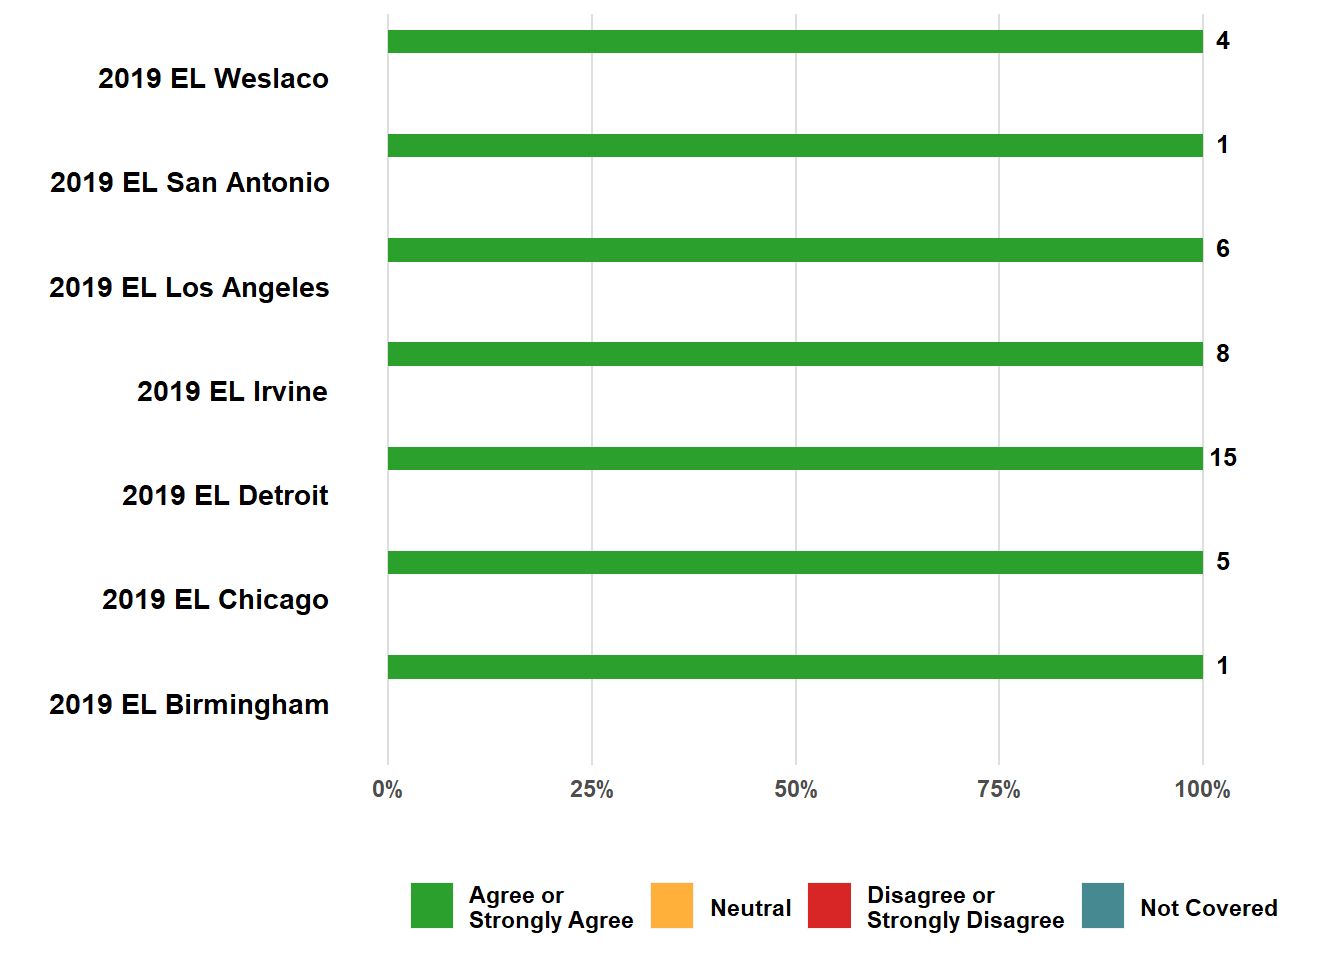 4
2019 EL Weslaco
1
2019 EL San Antonio
6
2019 EL Los Angeles
8
2019 EL Irvine
15
2019 EL Detroit
5
2019 EL Chicago
1
2019 EL Birmingham
0% 25% 50% 75% 100%
Agree or
Strongly Agree
Neutral
Disagree or
Strongly Disagree
Not Covered